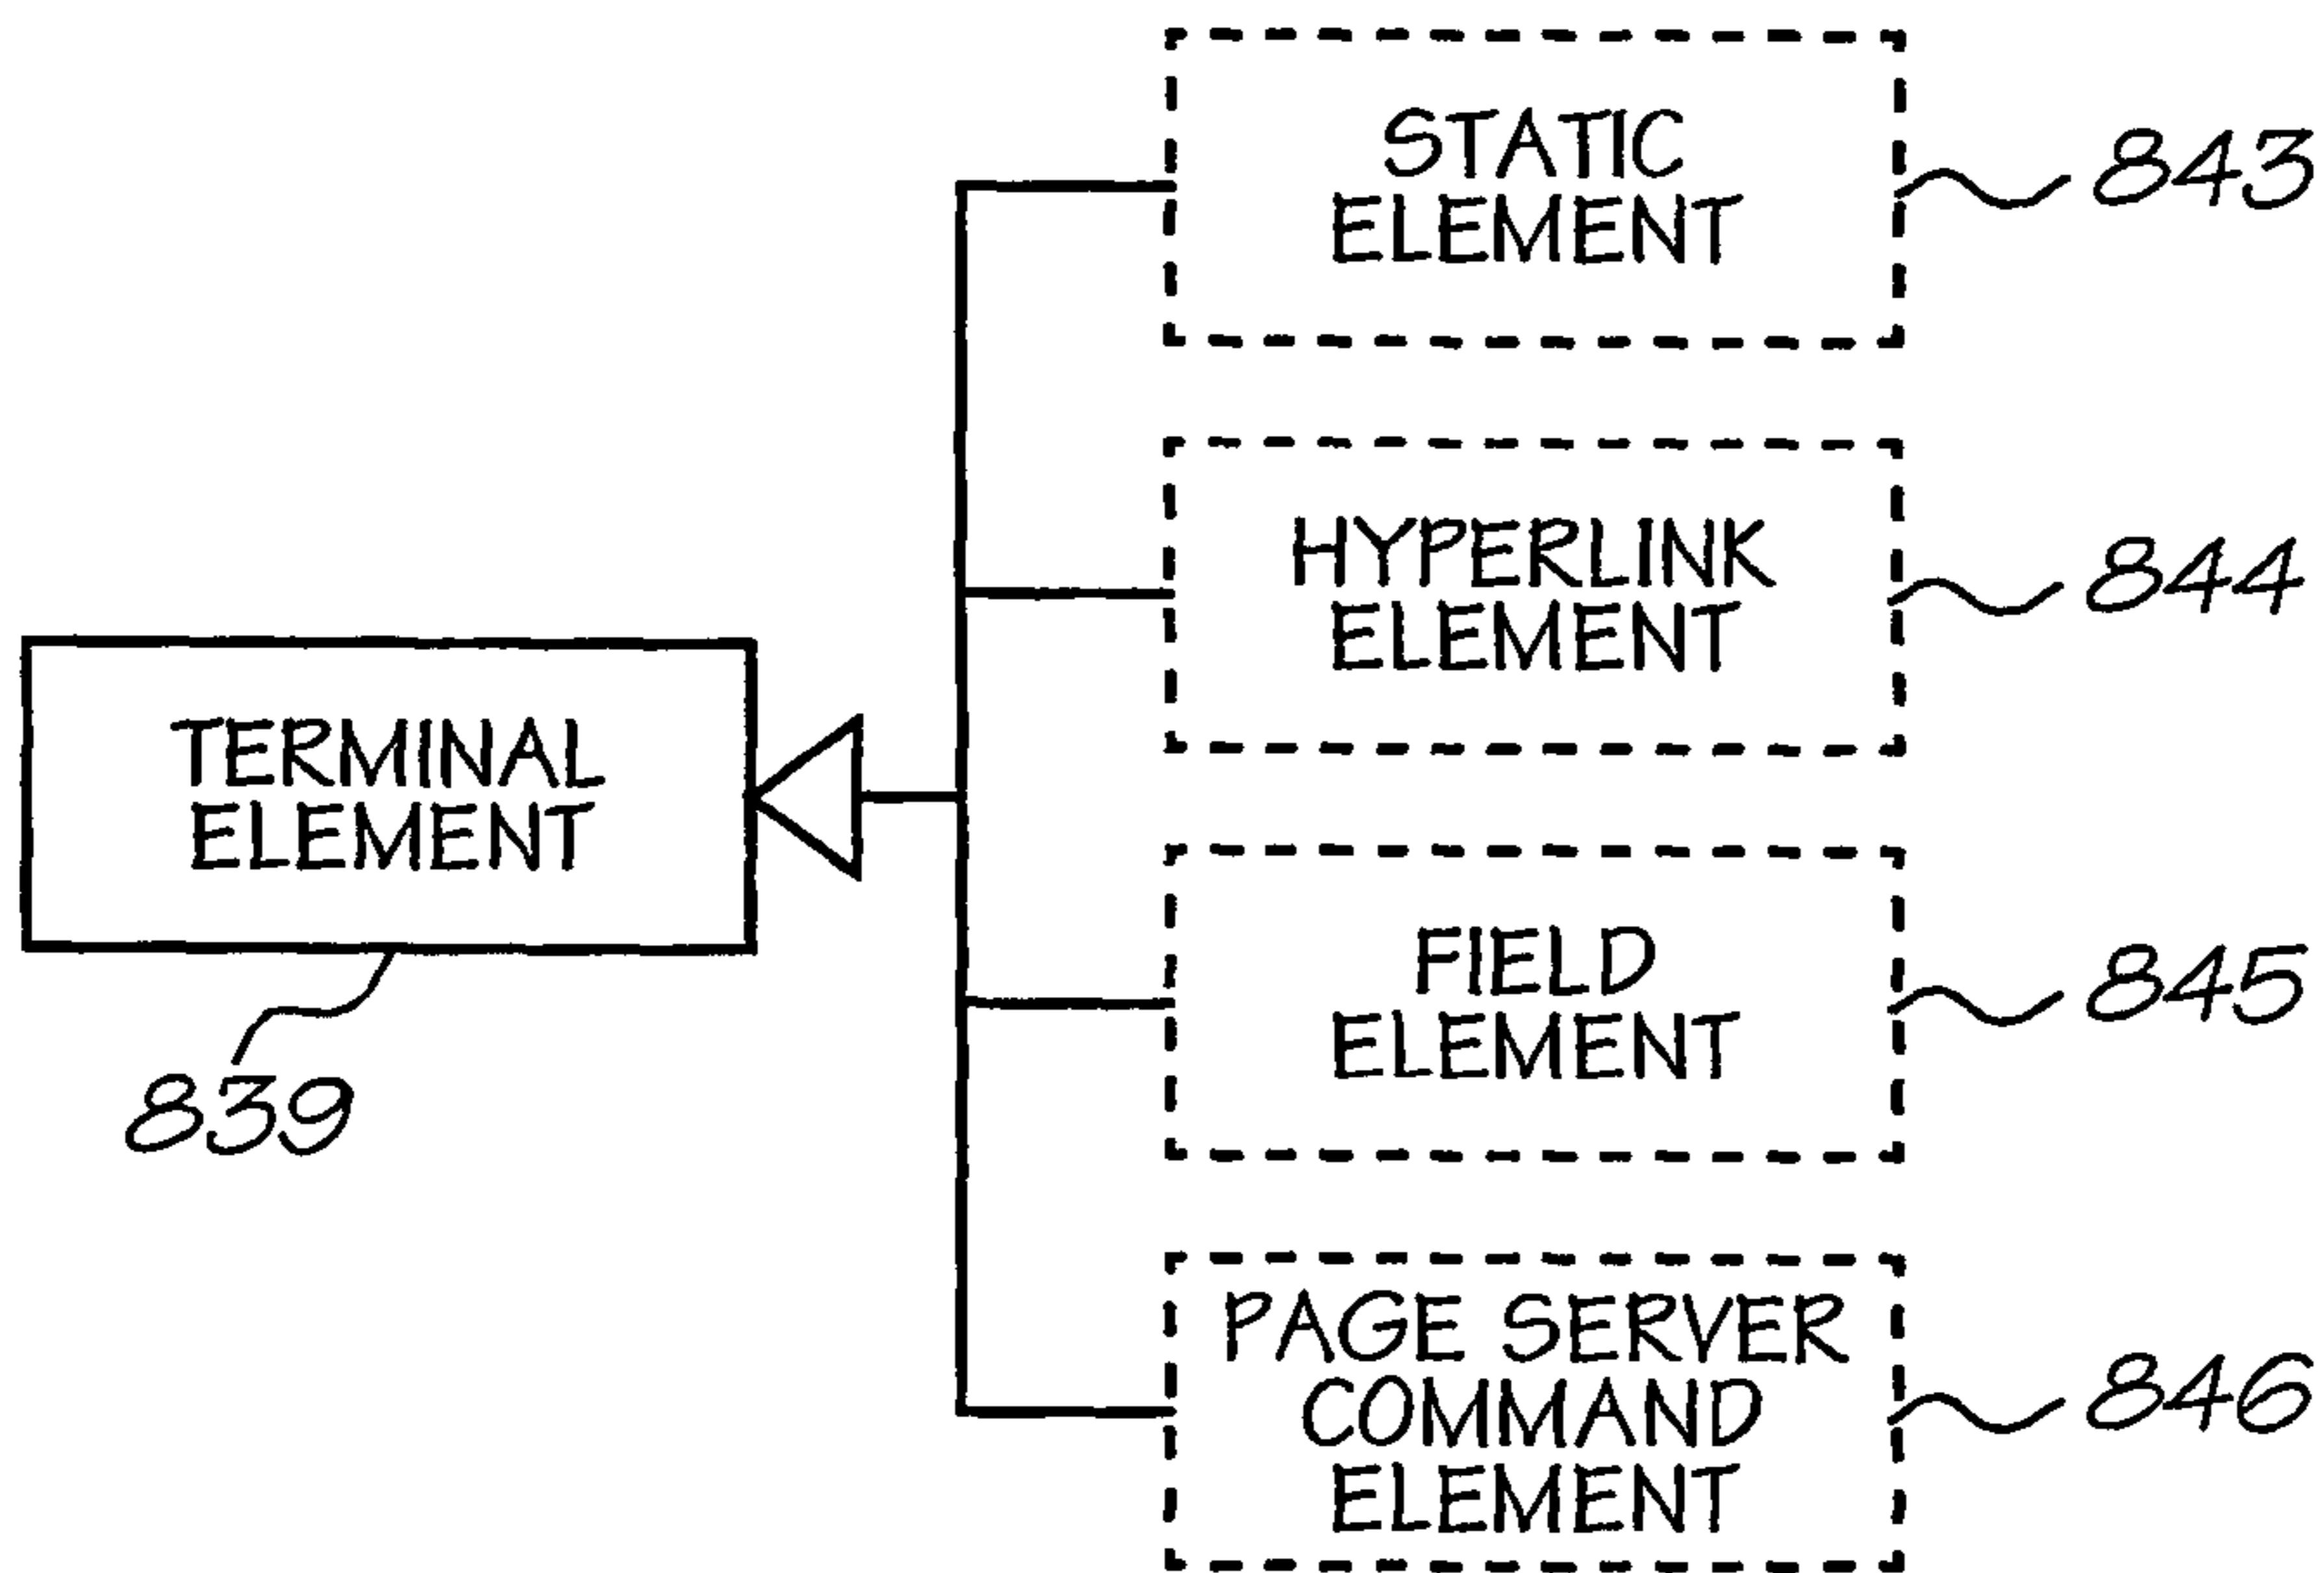 STATIC
ELEMENT
843
HYPERLINK
ELEMENT
844
TERMINAL
ELEMENT
839
FIELD
ELEMENT
845
PAGE SERVER
COMMAND
ELEMENT
846